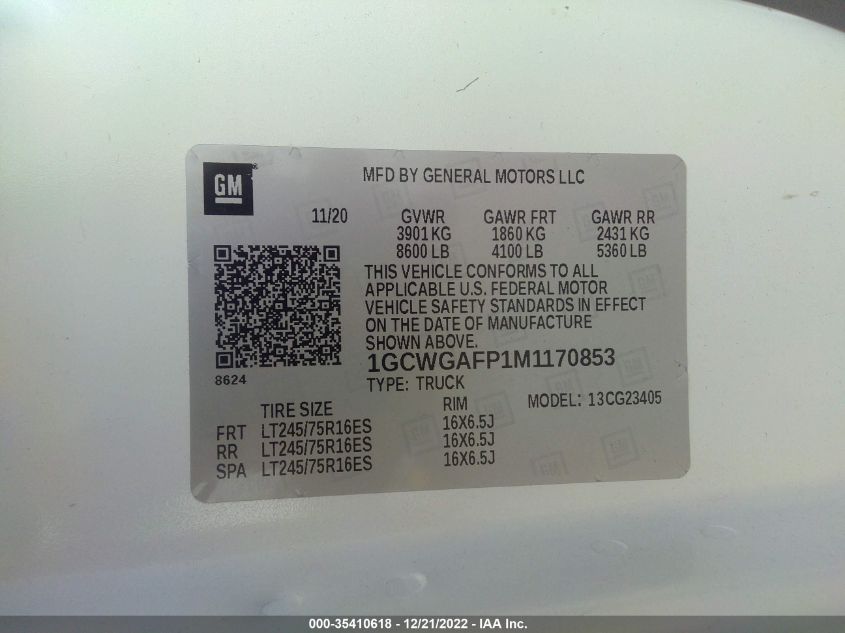 GM
MFD BY GENERAL MOTORS LLC
11/20 GVWR GAWR FRT GAWR RR
3901 KG 1860 KG 2431 KG
8600 LB 4100 LB 5360 LB
THIS VEHICLE CONFORMS TO ALL
APPLICABLE U.S. FEDERAL MOTOR
VEHICLE SAFETY STANDARDS IN EFFECT
ON THE DATE OF MANUFACTURE
SHOWN ABOVE.
1GCWGAFP1M1170853
8624
TYPE: TRUCK
MODEL: 13CG23405
TIRE SIZE RIM
FRT LT245/75R16ES 16X6.5J
RR LT245/75R16ES 16X6.5J
SPA LT245/75R16ES 16X6.5J
000-35410618 - 12/21/2022 - IAA Inc.